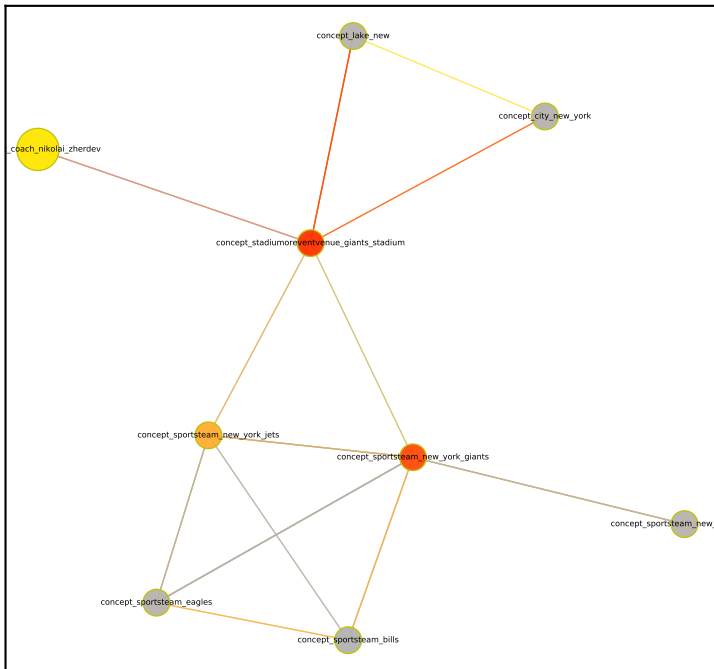 concept_lake_new
concept_city_new_york
_coach_nikolai_zherdev
concept_stadiumoreventvenue_giants_stadium
concept_sportsteam_new_york_jets
concept_sportsteam_new_york_giants
concept_sportsteam_new_
concept_sportsteam_eagles
concept_sportsteam_bills